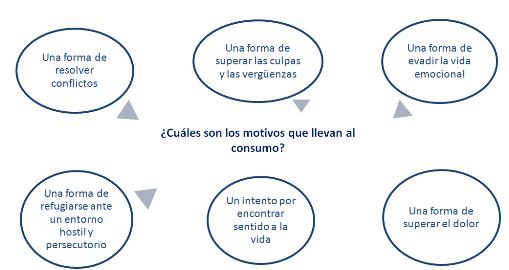 Una forma de
resolver
conflictos
Una forma de
superar las culpas
y las vergüenzas
Una forma de
evadir la vida
emocional
¿Cuáles son los motivos que llevan al
consumo?
Una forma de
refugiarse ante
un entorno
hostil y
persecutorio
Un intento por
encontrar
sentido a la
vida
Una forma de
superar el dolor